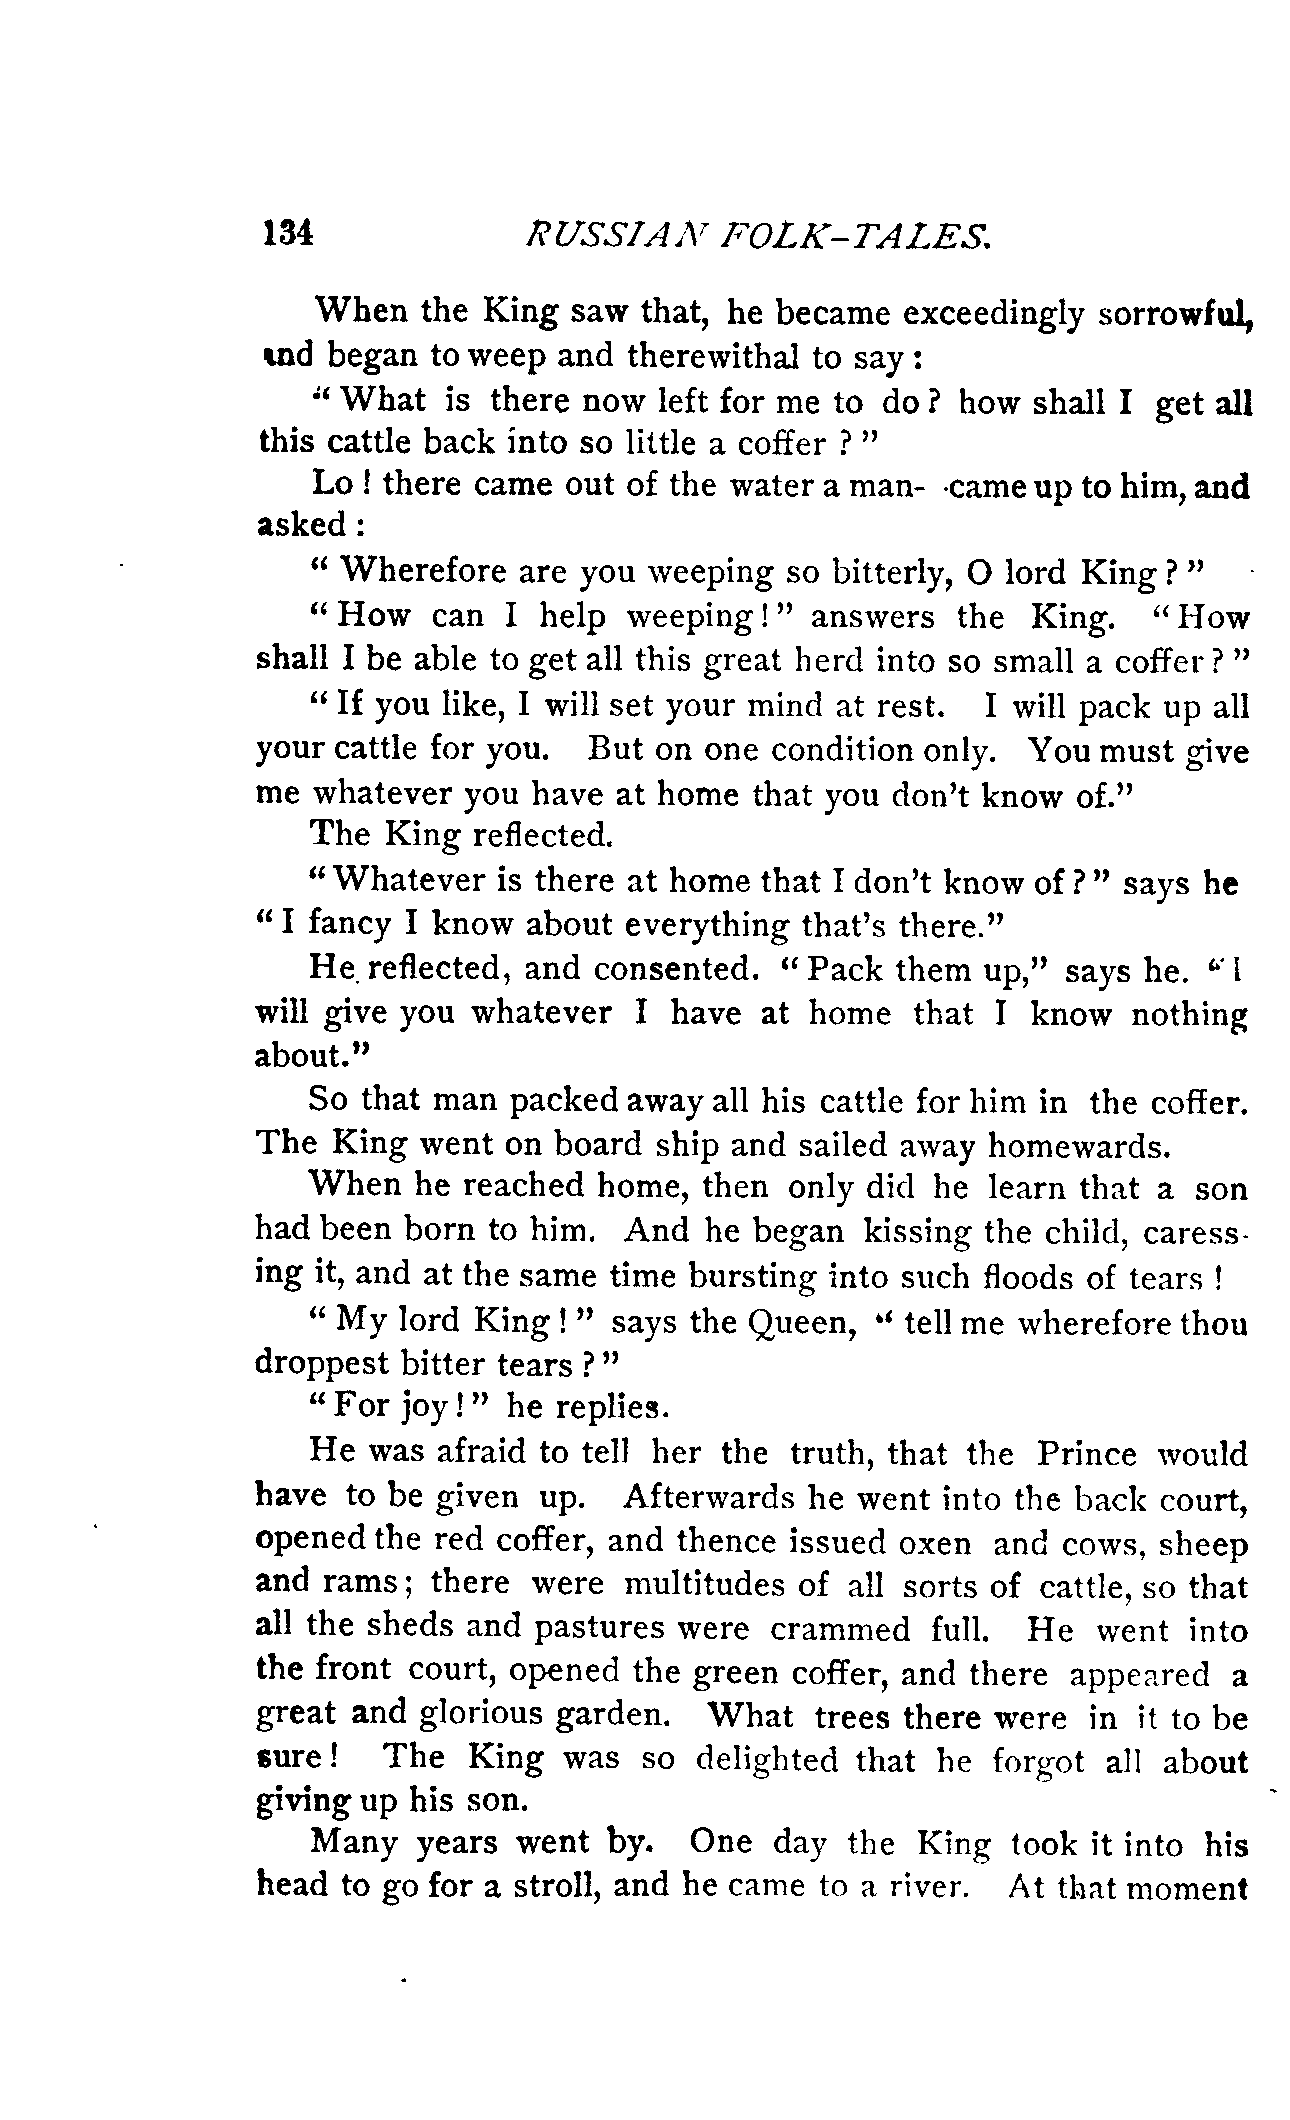 134 RUSSIAN FOLK-TALES.
When the King saw that, he became exceedingly sorrowful,
and began to weep and therewithal to say :
“ What is there now left for me to do ? how shall I get all
this cattle back into so little a coffer ? ”
Lo ! there came out of the water a man- -came up to him, and
asked :
“ Wherefore are you weeping so bitterly, O lord King ? ”
“ How can I help weeping ! ” answers the King. “ How
shall I be able to get all this great herd into so small a coffer ? ”
“ If you like, I will set your mind at rest. I will pack up all
your cattle for you. But on one condition only. You must give
me whatever you have at home that you don't know of.”
The King reflected.
“ Whatever is there at home that I don't know of ? ” says he
“ I fancy I know about everything that's there.”
He reflected, and consented. “ Pack them up,” says he. “ I
will give you whatever I have at home that I know nothing
about.”
So that man packed away all his cattle for him in the coffer.
The King went on board ship and sailed away homewards.
When he reached home, then only did he learn that a son
had been born to him. And he began kissing the child, caress-
ing it, and at the same time bursting into such floods of tears !
“ My lord King ! ” says the Queen, “ tell me wherefore thou
droppest bitter tears ? ”
“ For joy ! ” he replies.
He was afraid to tell her the truth, that the Prince would
have to be given up. Afterwards he went into the back court,
opened the red coffer, and thence issued oxen and cows, sheep
and rams ; there were multitudes of all sorts of cattle, so that
all the sheds and pastures were crammed full. He went into
the front court, opened the green coffer, and there appeared a
great and glorious garden. What trees there were in it to be
sure ! The King was so delighted that he forgot all about
giving up his son.
Many years went by. One day the King took it into his
head to go for a stroll, and he came to a river. At that moment